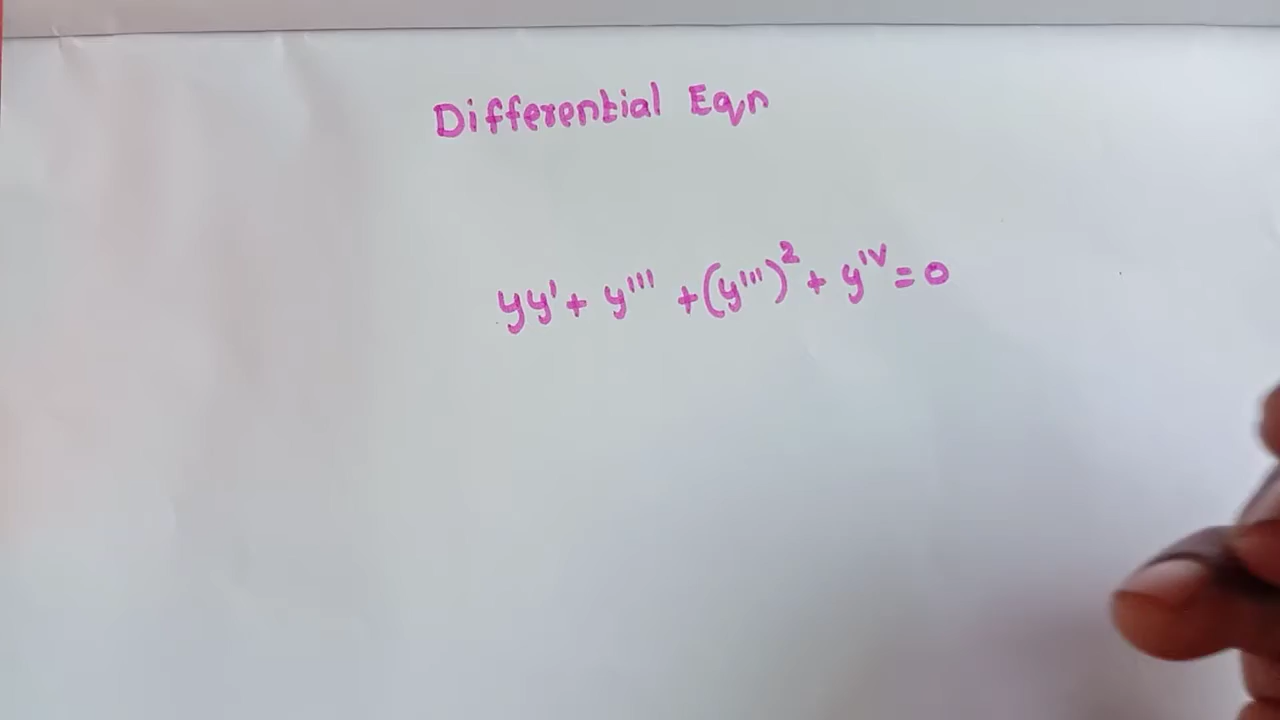 Differential Eqn
yy' + y''' + (y''')² + y'ᵛ = 0